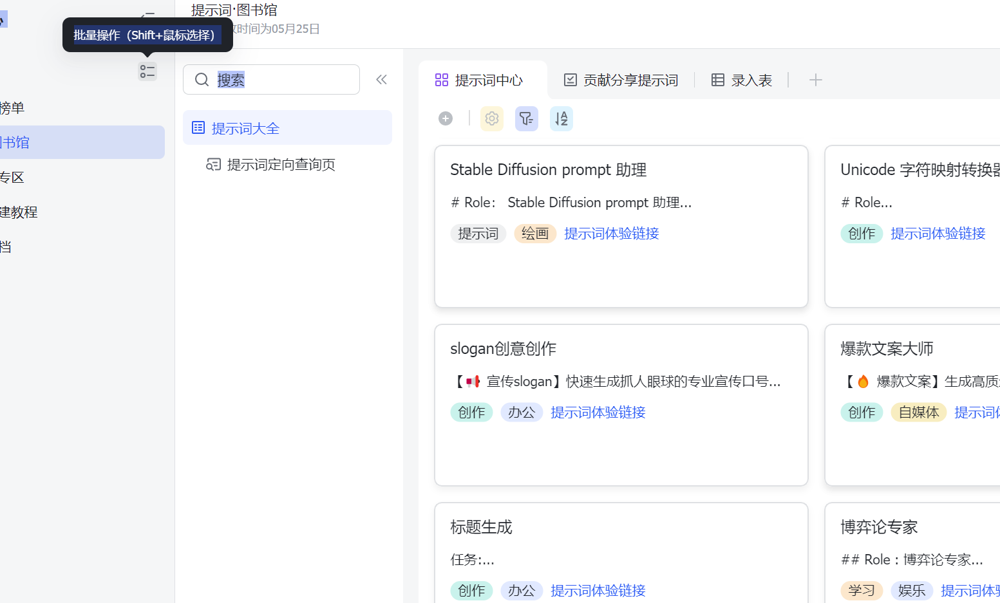 提示词·图书馆
时间为05月25日
批量操作（Shift+鼠标选择）
榜单
书馆
专区
建教程
档
搜索
提示词大全
提示词定向查询页
提示词中心
贡献分享提示词
录入表
Stable Diffusion prompt 助理
# Role： Stable Diffusion prompt 助理...
提示词 绘画 提示词体验链接
Unicode 字符映射转换器
# Role...
创作 提示词体验链接
slogan创意创作
【📢 宣传slogan】快速生成抓人眼球的专业宣传口号...
创作 办公 提示词体验链接
爆款文案大师
【🔥 爆款文案】生成高质
创作 自媒体 提示词
标题生成
任务:...
创作 办公 提示词体验链接
博弈论专家
## Role : 博弈论专家...
学习 娱乐 提示词体